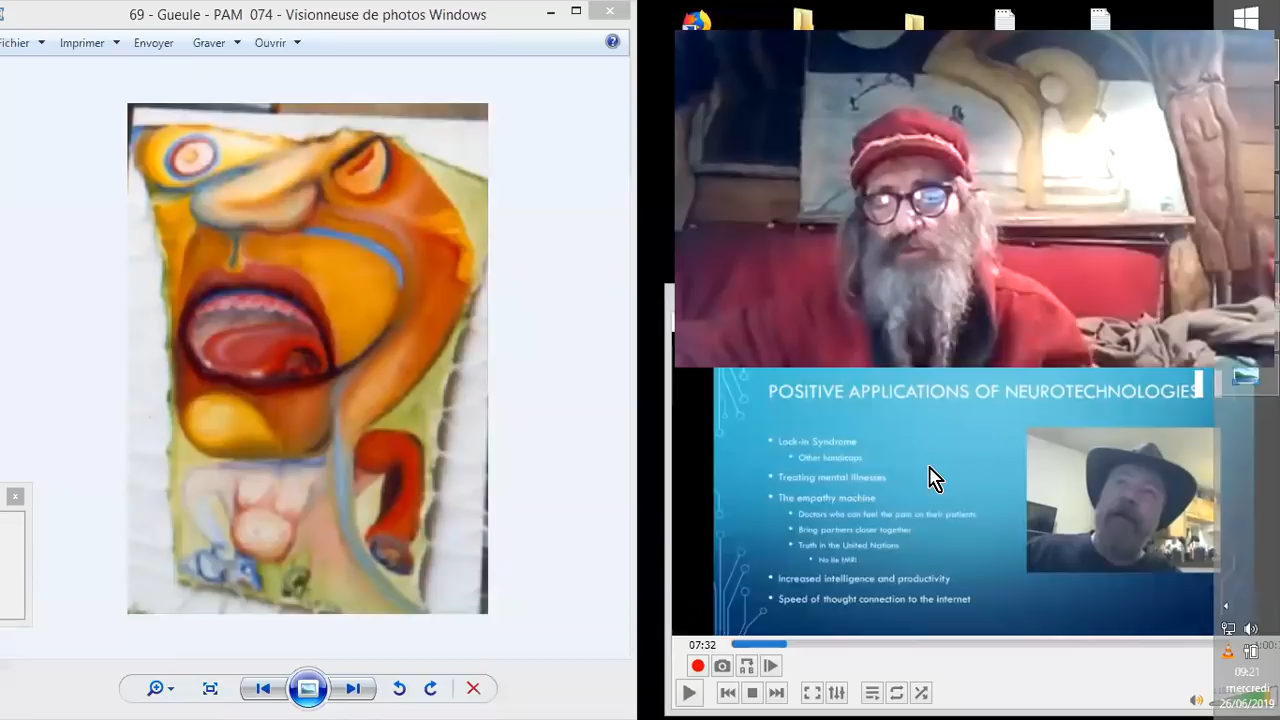 69 - Gueule - PAM_074 - Visionneuse de photos Windows
Imprimer
Envoyer
Graver
Ouvrir
POSITIVE APPLICATIONS OF NEUROTECHNOLOGIES
Lock-in Syndrome
Other handicaps
Treating mental illnesses
The empathy machine
Doctors who can feel the pain on their patients
Bring partners closer together
Truth in the United Nations
No lie fMRI
Increased intelligence and productivity
Speed of thought connection to the internet
07:32
09:21
mercredi
26/06/2019